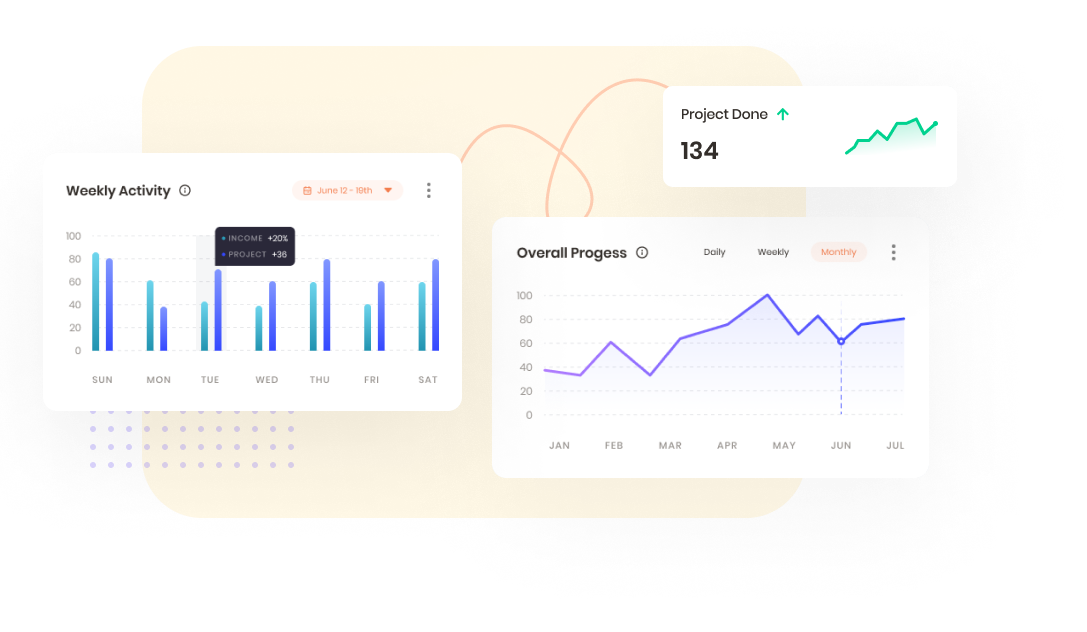 Project Done
134
Weekly Activity
June 12 - 19th
100
80
60
40
20
0
INCOME +20%
PROJECT +36
SUN MON TUE WED THU FRI SAT
Overall Progess
Daily Weekly Monthly
100
80
60
40
20
0
JAN FEB MAR APR MAY JUN JUL